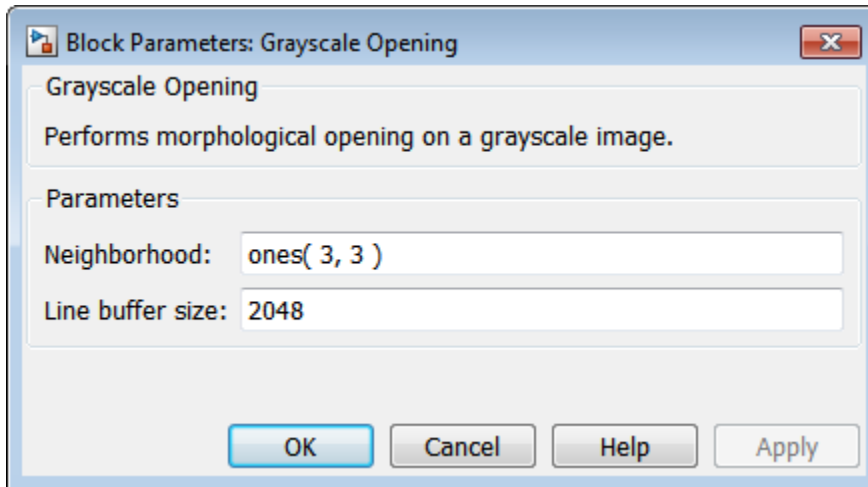 Block Parameters: Grayscale Opening
Grayscale Opening
Performs morphological opening on a grayscale image.
Parameters
Neighborhood: ones( 3, 3 )
Line buffer size: 2048
OK Cancel Help Apply